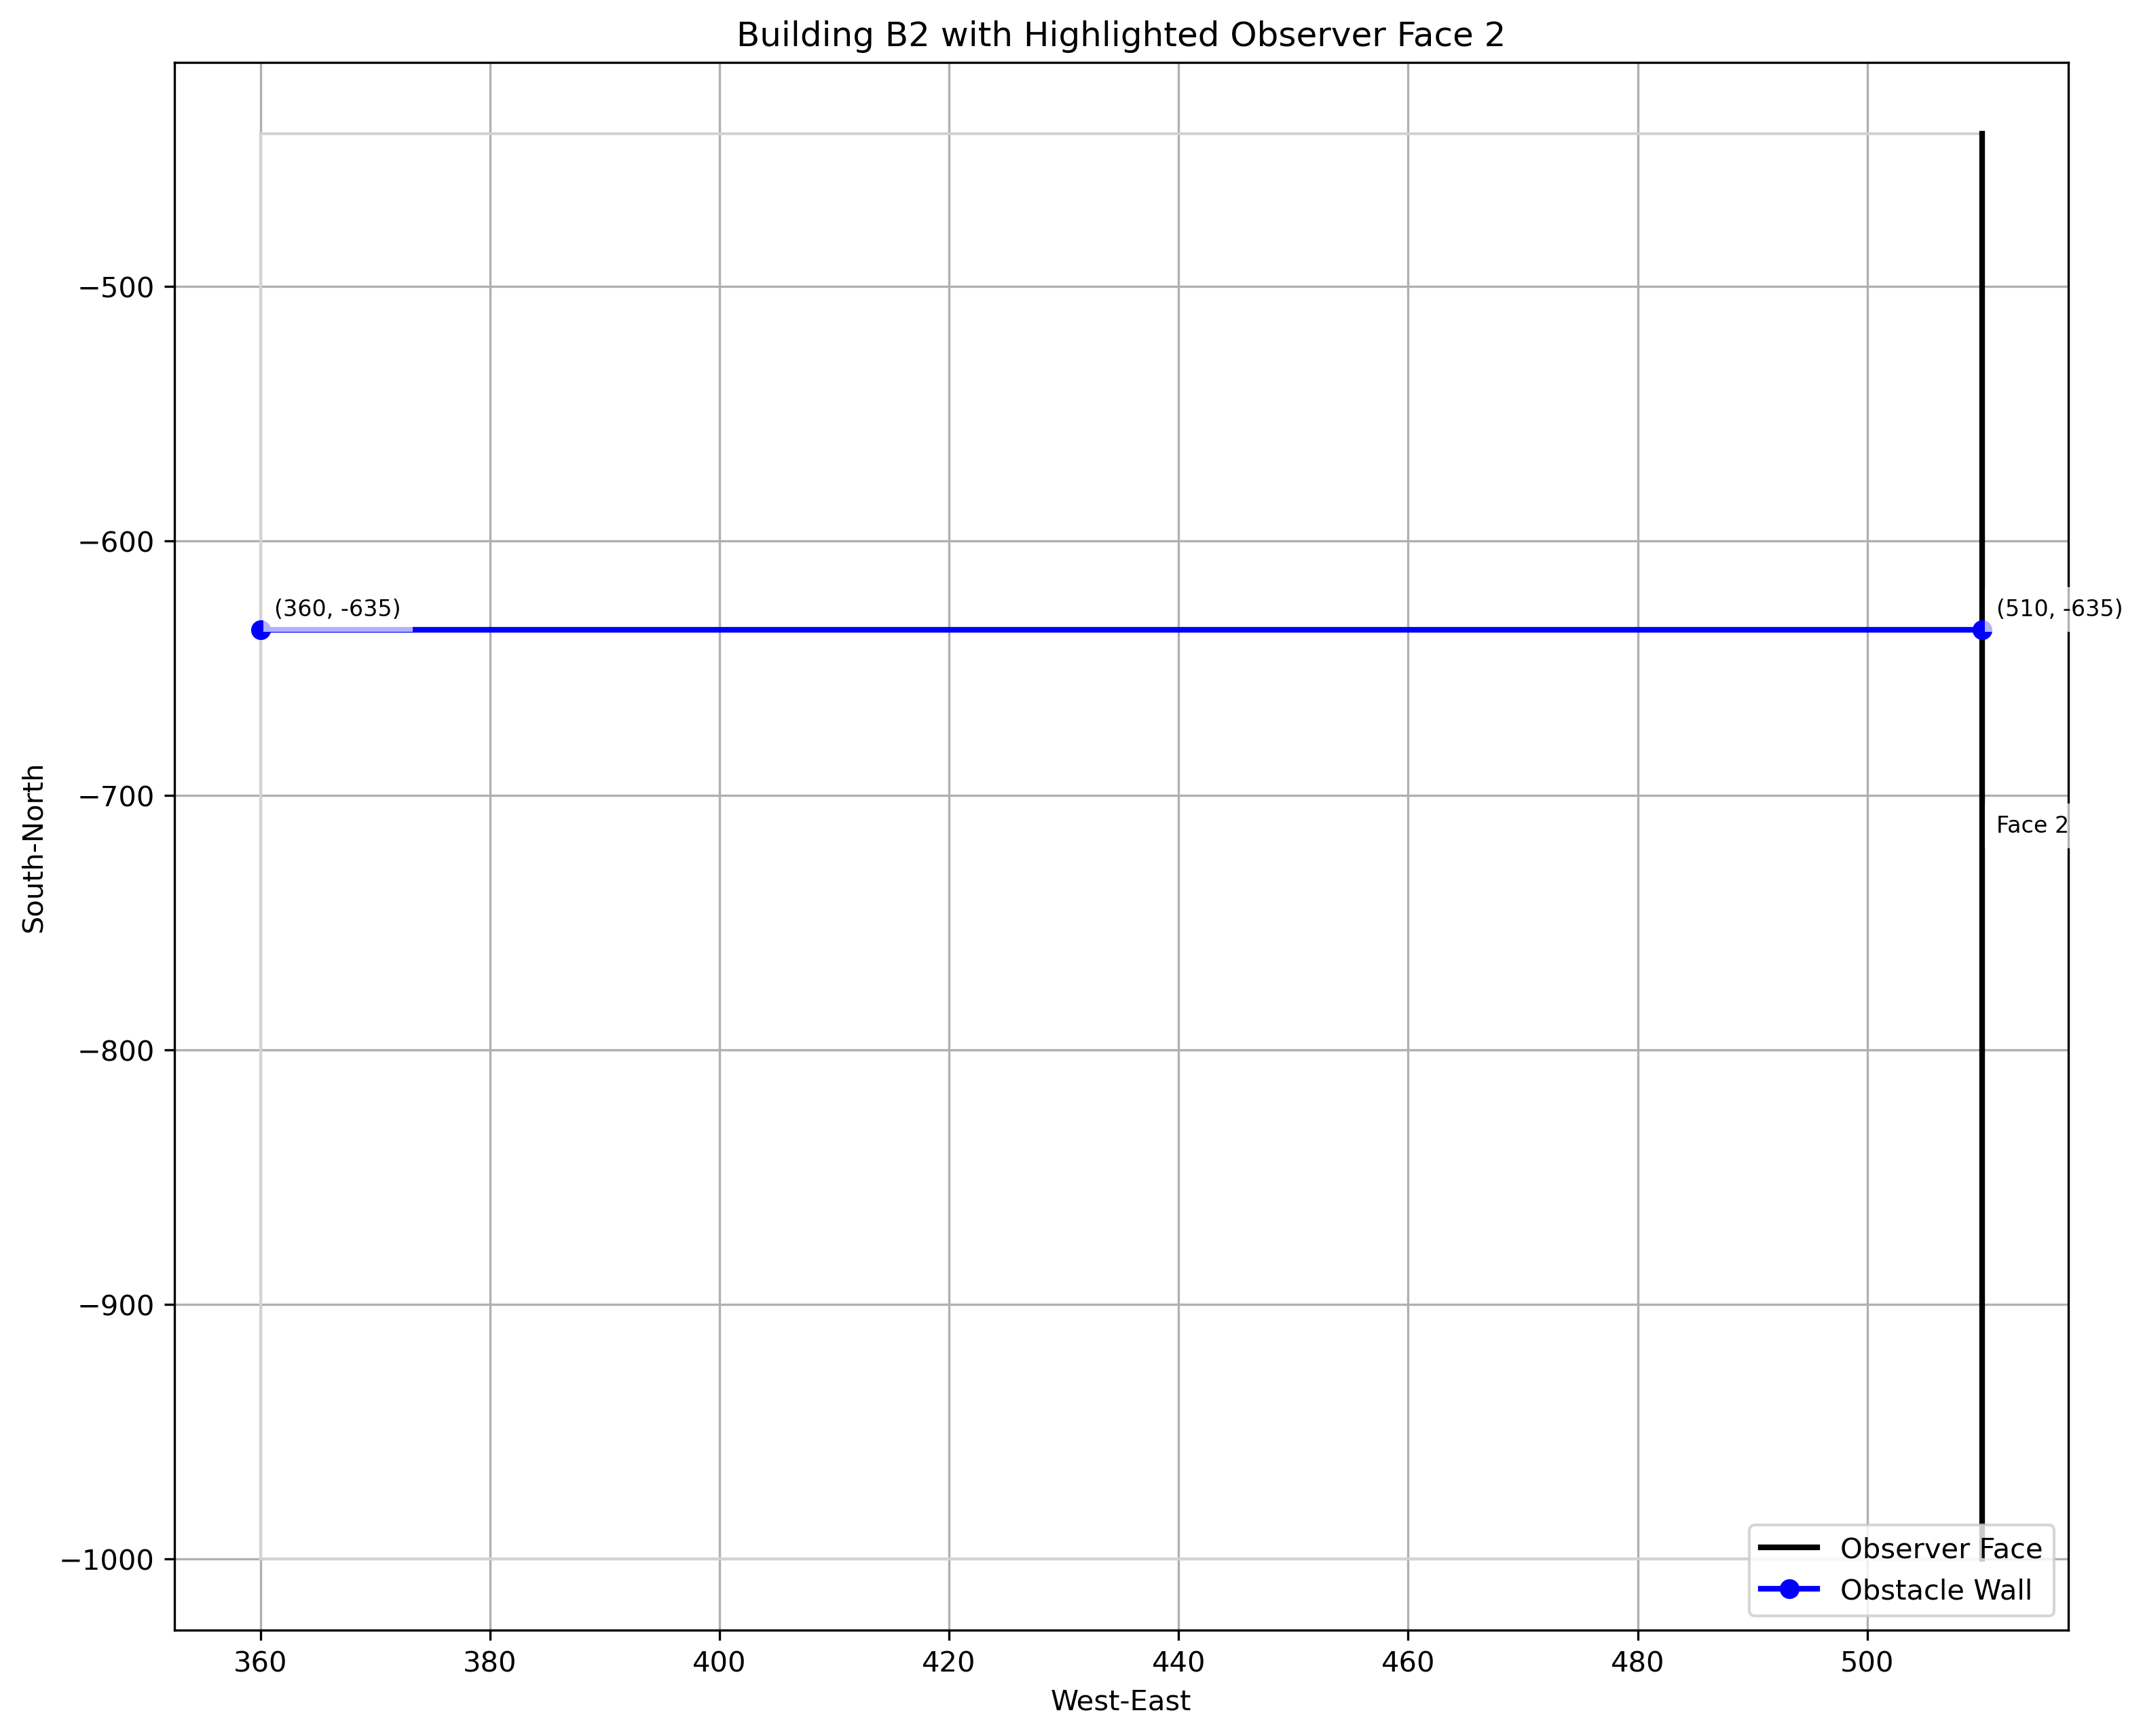 Building B2 with Highlighted Observer Face 2
−500
−600
(360, -635)
(510, -635)
−700
Face 2
South-North
−800
−900
−1000
Observer Face
Obstacle Wall
360
380
400
420
440
460
480
500
West-East